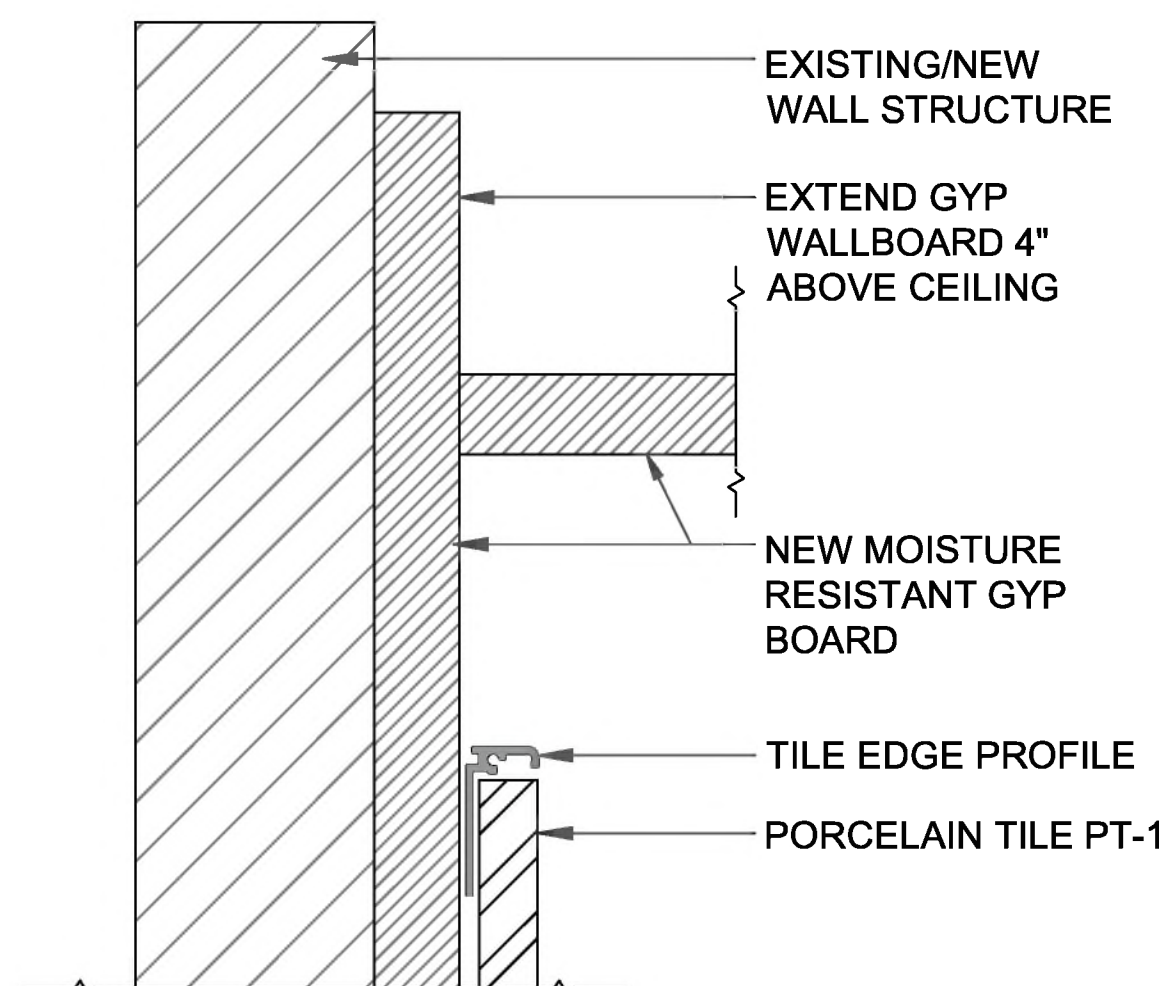 EXISTING/NEW
WALL STRUCTURE
EXTEND GYP
WALLBOARD 4"
ABOVE CEILING
NEW MOISTURE
RESISTANT GYP
BOARD
TILE EDGE PROFILE
PORCELAIN TILE PT-1